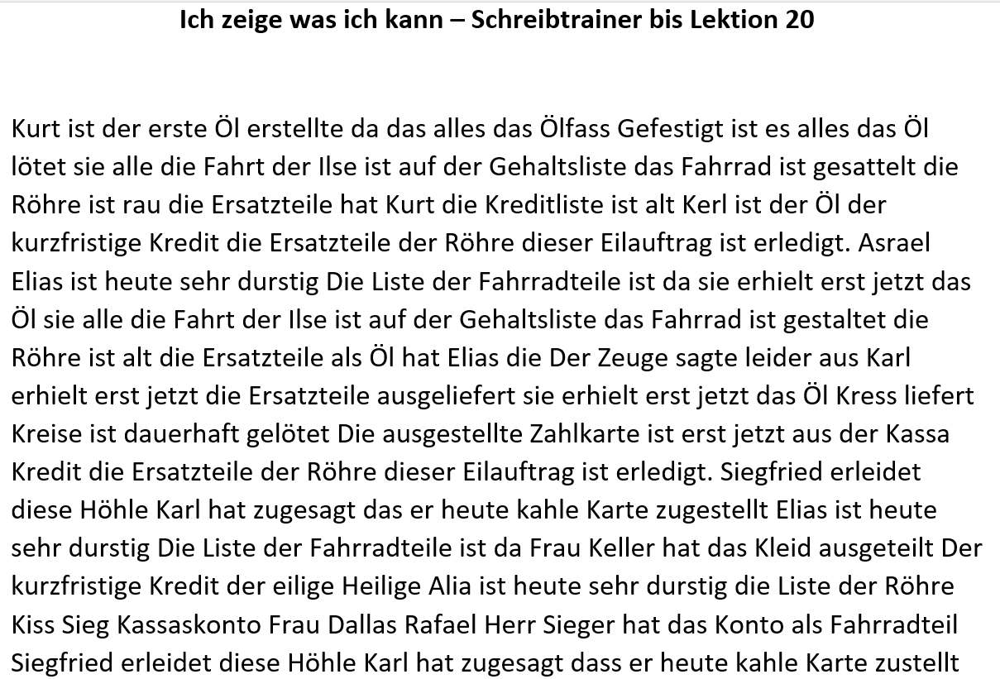 Ich zeige was ich kann – Schreibtrainer bis Lektion 20
Kurt ist der erste Öl erstellte da das alles das Ölfass Gefestigt ist es alles das Öl
lötet sie alle die Fahrt der Ilse ist auf der Gehaltsliste das Fahrrad ist gesattelt die
Röhre ist rau die Ersatzteile hat Kurt die Kreditliste ist alt Kerl ist der Öl der
kurzfristige Kredit die Ersatzteile der Röhre dieser Eilauftrag ist erledigt. Asrael
Elias ist heute sehr durstig Die Liste der Fahrradteile ist da sie erhielt erst jetzt das
Öl sie alle die Fahrt der Ilse ist auf der Gehaltsliste das Fahrrad ist gestaltet die
Röhre ist alt die Ersatzteile als Öl hat Elias die Der Zeuge sagte leider aus Karl
erhielt erst jetzt die Ersatzteile ausgeliefert sie erhielt erst jetzt das Öl Kress liefert
Kreise ist dauerhaft gelötet Die ausgestellte Zahlkarte ist erst jetzt aus der Kassa
Kredit die Ersatzteile der Röhre dieser Eilauftrag ist erledigt. Siegfried erleidet
diese Höhle Karl hat zugesagt das er heute kahle Karte zugestellt Elias ist heute
sehr durstig Die Liste der Fahrradteile ist da Frau Keller hat das Kleid ausgeteilt Der
kurzfristige Kredit der eilige Heilige Alia ist heute sehr durstig die Liste der Röhre
Kiss Sieg Kassaskonto Frau Dallas Rafael Herr Sieger hat das Konto als Fahrradteil
Siegfried erleidet diese Höhle Karl hat zugesagt dass er heute kahle Karte zustellt